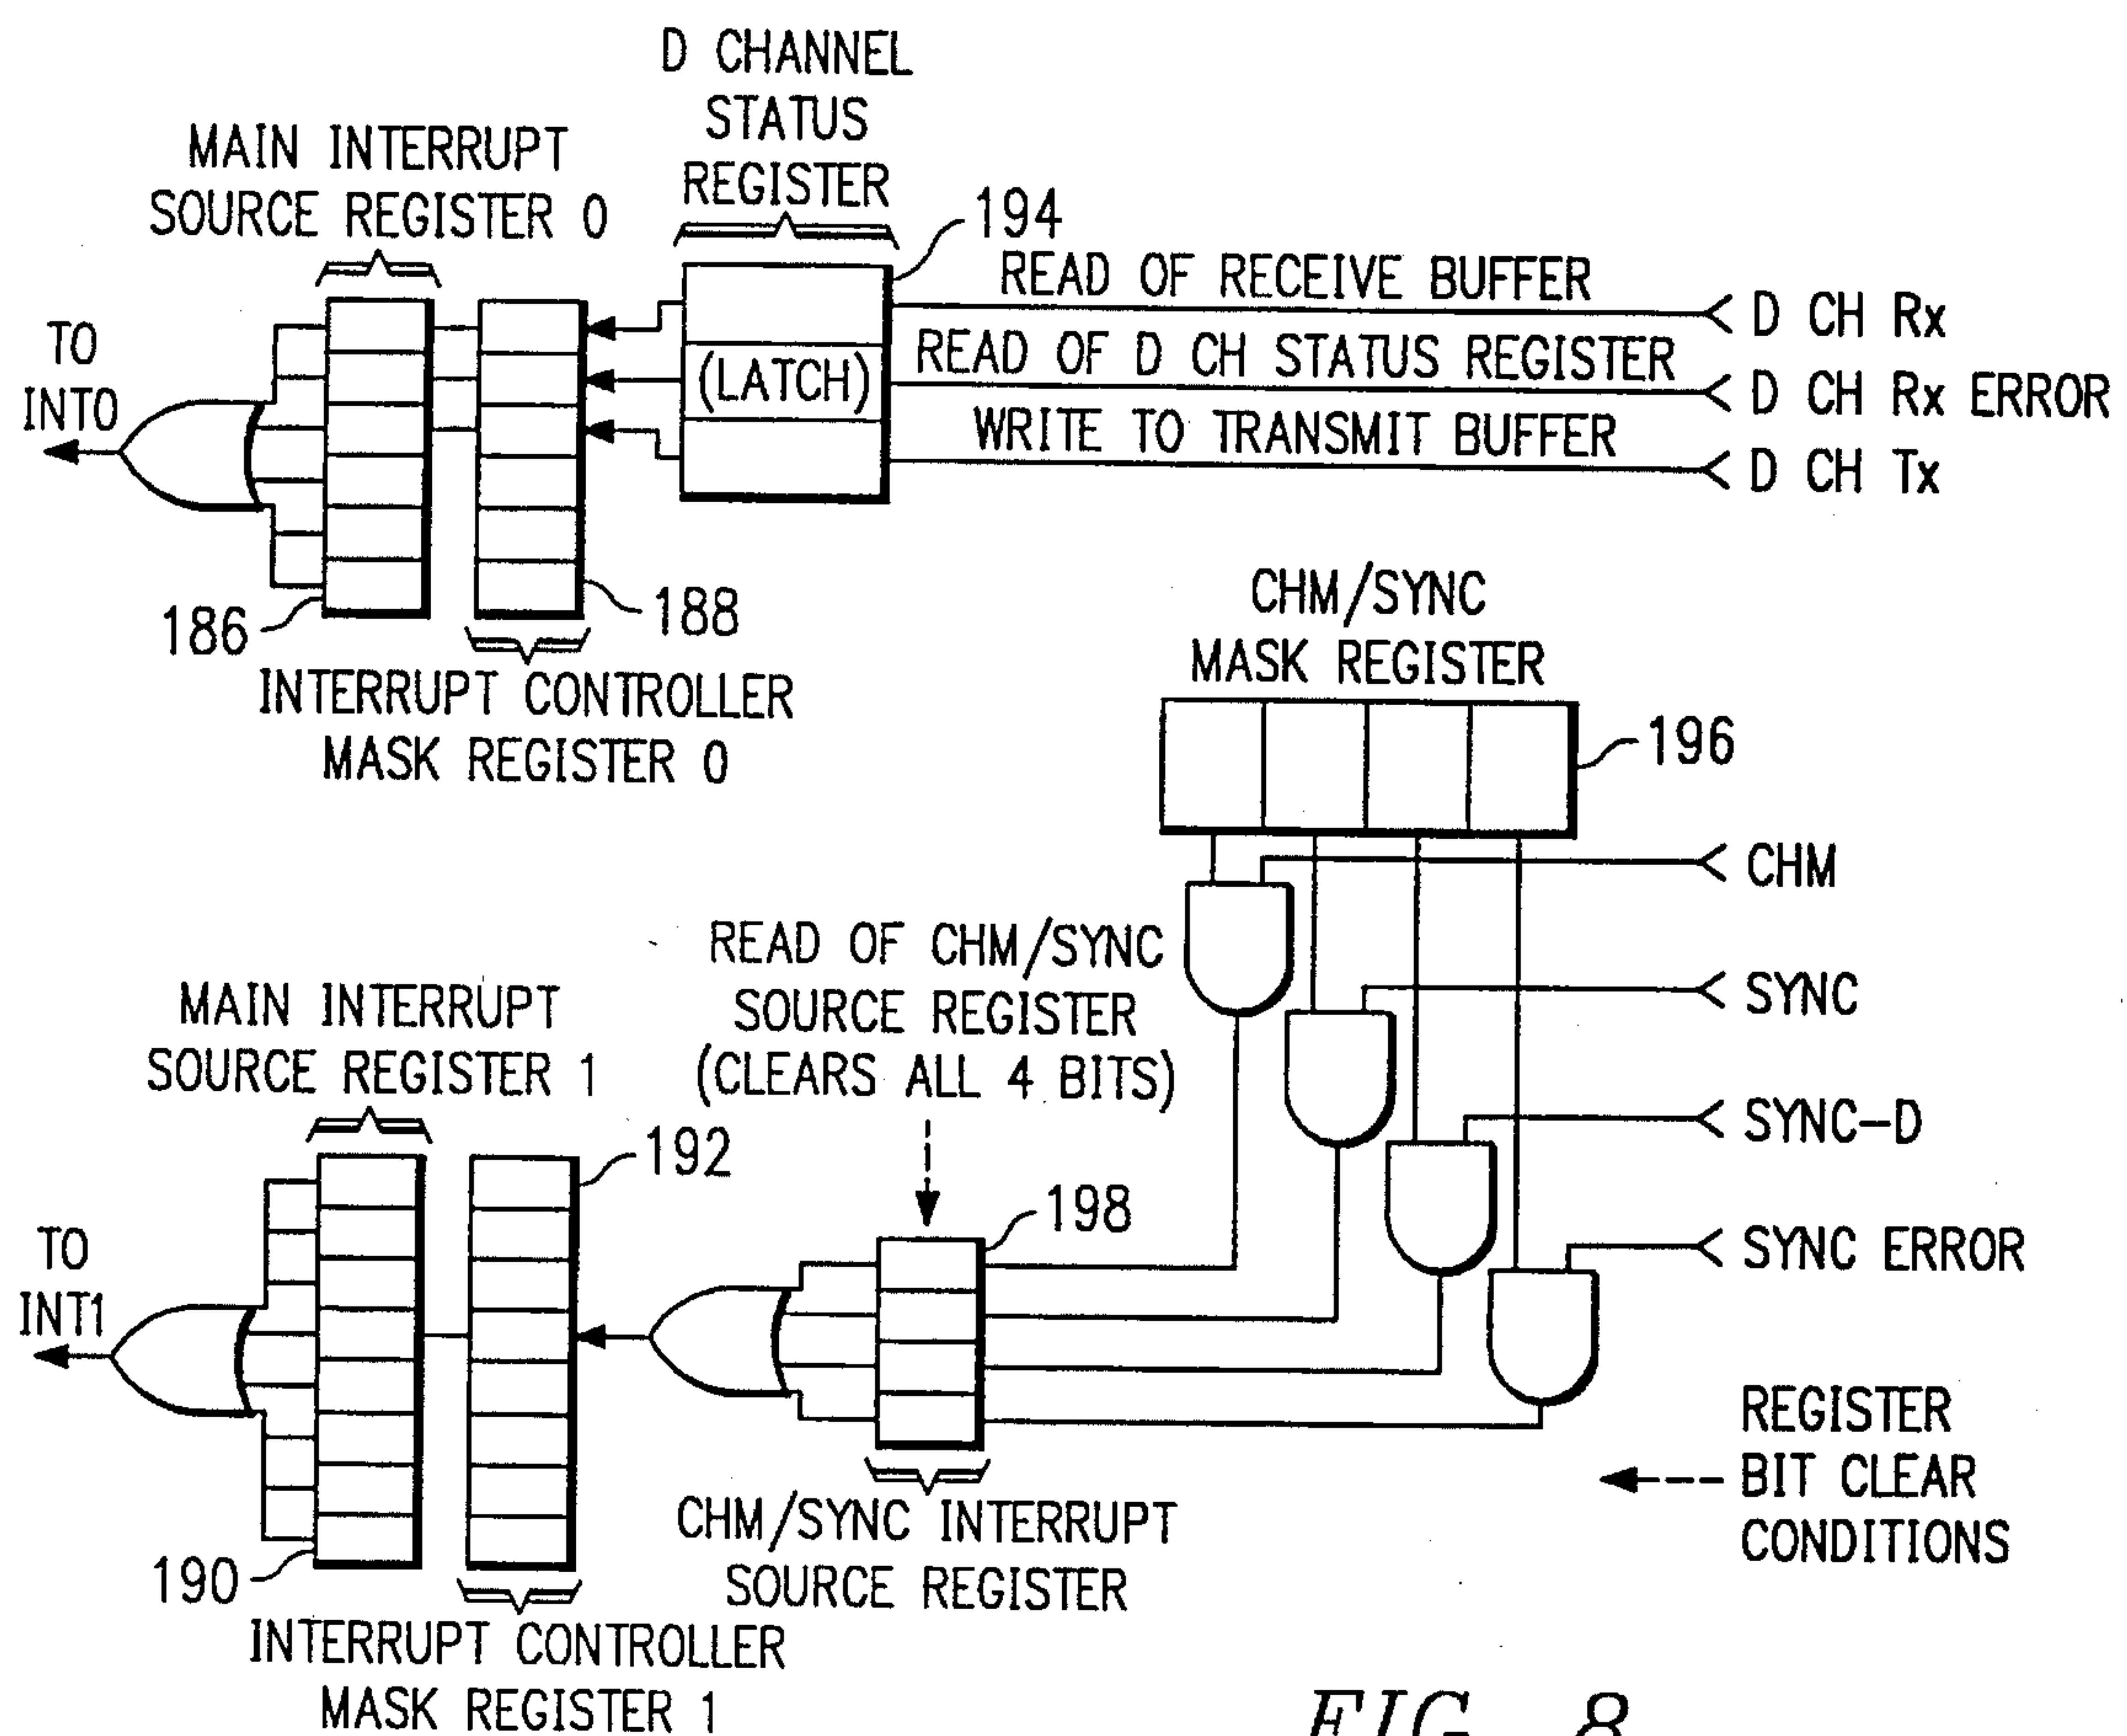 D CHANNEL
STATUS
REGISTER
MAIN INTERRUPT
SOURCE REGISTER 0
194
READ OF RECEIVE BUFFER
D CH Rx
TO
INT0
(LATCH)
READ OF D CH STATUS REGISTER
D CH Rx ERROR
WRITE TO TRANSMIT BUFFER
D CH Tx
186
188
INTERRUPT CONTROLLER
MASK REGISTER 0
CHM/SYNC
MASK REGISTER
196
CHM
READ OF CHM/SYNC
SOURCE REGISTER
(CLEARS ALL 4 BITS)
SYNC
MAIN INTERRUPT
SOURCE REGISTER 1
SYNC-D
192
198
SYNC ERROR
TO
INT1
190
CHM/SYNC INTERRUPT
SOURCE REGISTER
REGISTER
BIT CLEAR
CONDITIONS
INTERRUPT CONTROLLER
MASK REGISTER 1
FIG. 8